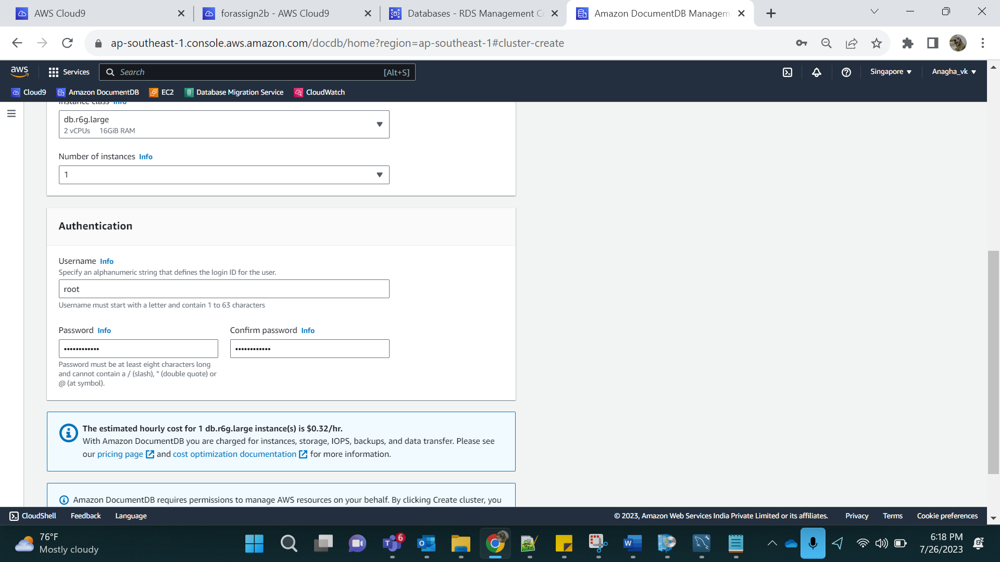 AWS Cloud9
forassign2b - AWS Cloud9
Databases - RDS Management Co
Amazon DocumentDB Managem
ap-southeast-1.console.aws.amazon.com/docdb/home?region=ap-southeast-1#cluster-create
aws
Services
Search
[Alt+S]
Singapore
Anagha_vk
Cloud9
Amazon DocumentDB
EC2
Database Migration Service
CloudWatch
Instance class Info
db.r6g.large
2 vCPUs 16GiB RAM
Number of instances Info
1
Authentication
Username Info
Specify an alphanumeric string that defines the login ID for the user.
root
Username must start with a letter and contain 1 to 63 characters
Password Info
Confirm password Info
••••••••••••
••••••••••••
Password must be at least eight characters long
and cannot contain a / (slash), " (double quote) or
@ (at symbol).
The estimated hourly cost for 1 db.r6g.large instance(s) is $0.32/hr.
With Amazon DocumentDB you are charged for instances, storage, IOPS, backups, and data transfer. Please see
our pricing page and cost optimization documentation for more information.
Amazon DocumentDB requires permissions to manage AWS resources on your behalf. By clicking Create cluster, you
CloudShell
Feedback
Language
© 2023, Amazon Web Services India Private Limited or its affiliates.
Privacy
Terms
Cookie preferences
76°F
Mostly cloudy
6
6:18 PM
7/26/2023